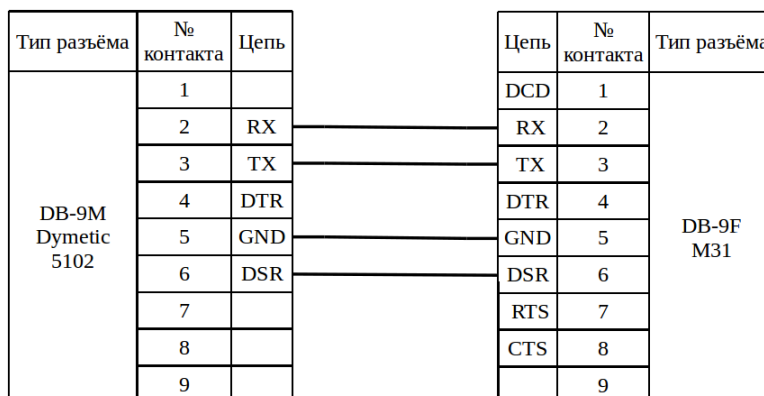 Тип разъёма № контакта Цепь Цепь № контакта Тип разъёма
1 DCD 1
2 RX RX 2
3 TX TX 3
4 DTR DTR 4
DB-9M Dymetic 5102 5 GND GND 5 DB-9F M31
6 DSR DSR 6
7 RTS 7
8 CTS 8
9 9